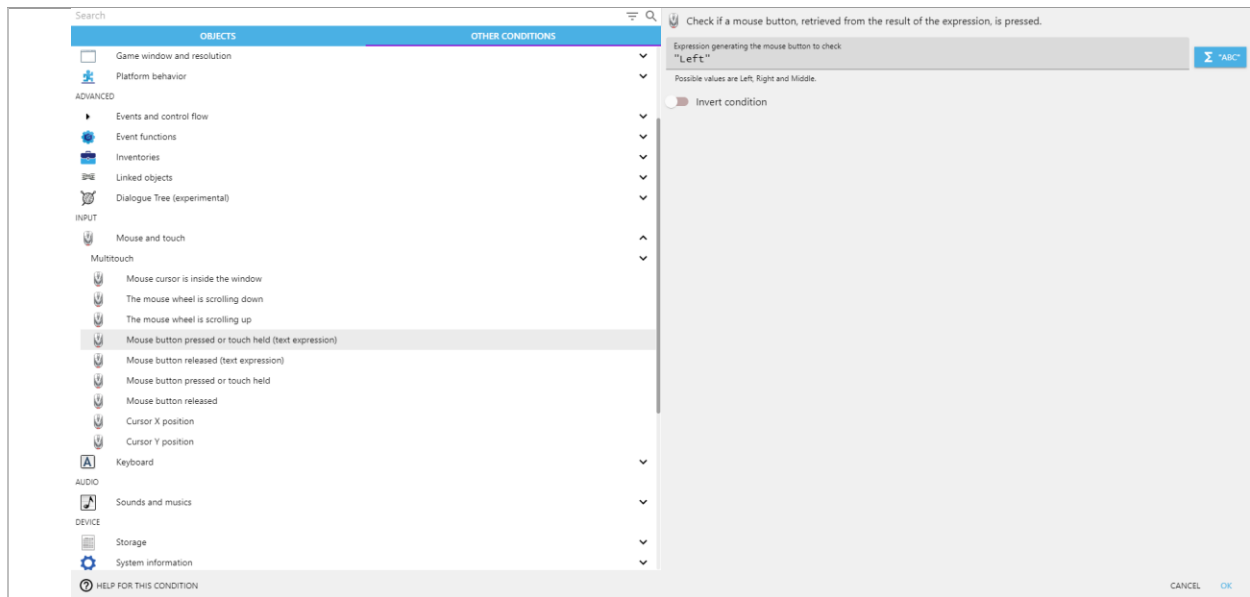 Search
OBJECTS
OTHER CONDITIONS
Game window and resolution
Platform behavior
ADVANCED
Events and control flow
Event functions
Inventories
Linked objects
Dialogue Tree (experimental)
INPUT
Mouse and touch
Multitouch
Mouse cursor is inside the window
The mouse wheel is scrolling down
The mouse wheel is scrolling up
Mouse button pressed or touch held (text expression)
Mouse button released (text expression)
Mouse button pressed or touch held
Mouse button released
Cursor X position
Cursor Y position
A Keyboard
AUDIO
Sounds and musics
DEVICE
Storage
System information
? HELP FOR THIS CONDITION
Check if a mouse button, retrieved from the result of the expression, is pressed.
Expression generating the mouse button to check
"Left"
Σ "ABC"
Possible values are Left, Right and Middle.
Invert condition
CANCEL OK